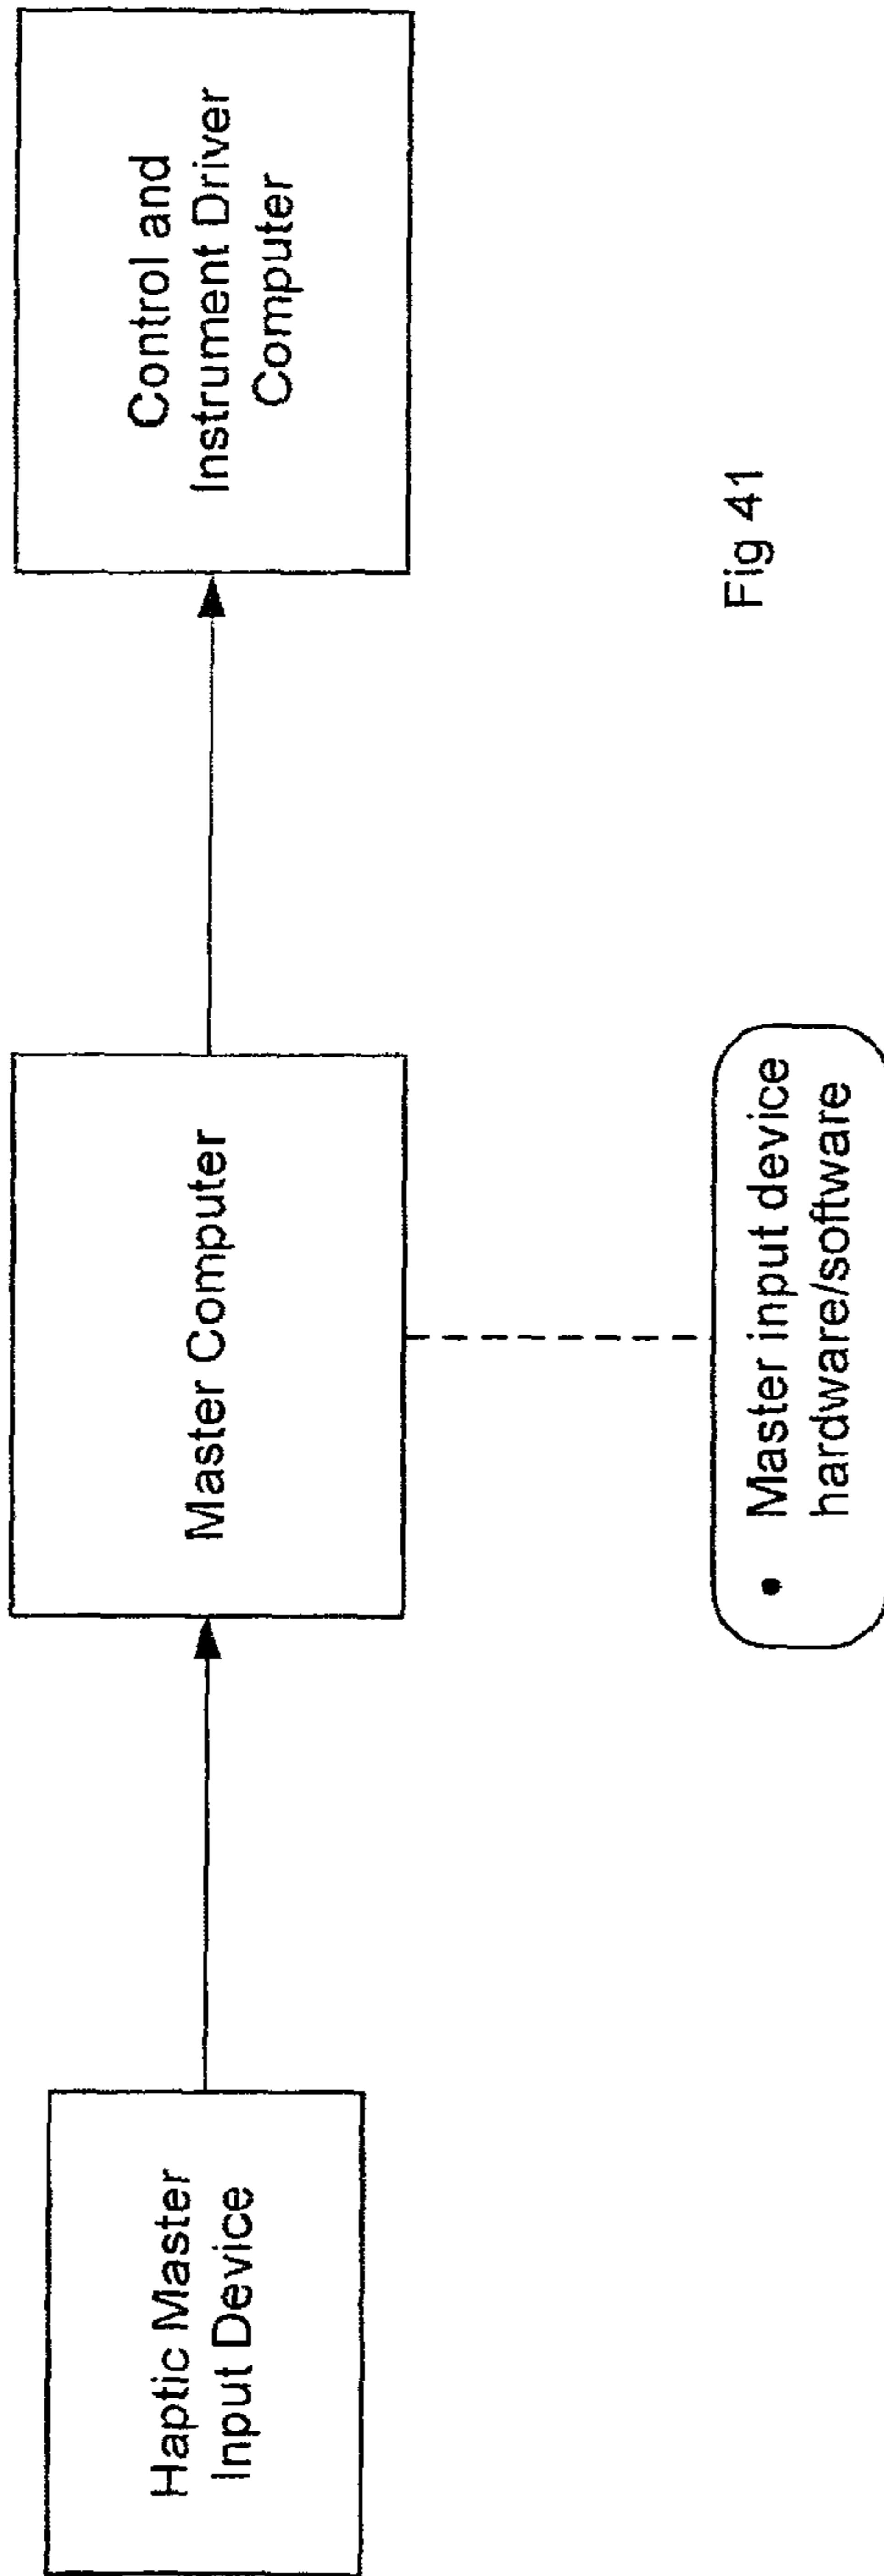 Haptic Master
Input Device
Master Computer
Control and
Instrument Driver
Computer
• Master input device
hardware/software
Fig 41